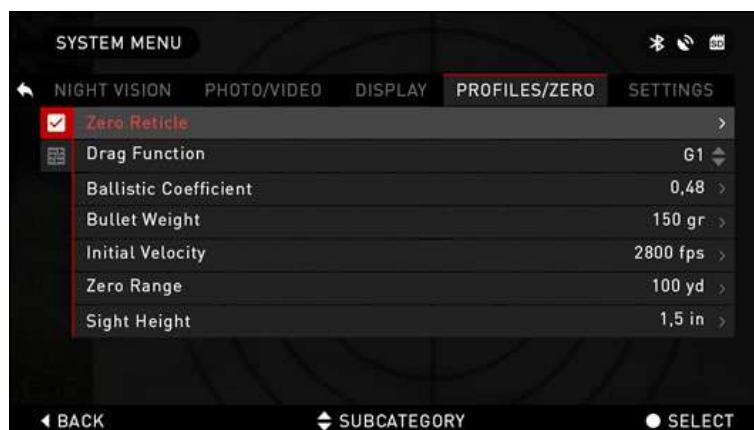 SYSTEM MENU
SD
NIGHT VISION PHOTO/VIDEO DISPLAY PROFILES/ZERO SETTINGS
Zero Reticle
Drag Function G1
Ballistic Coefficient 0,48
Bullet Weight 150 gr
Initial Velocity 2800 fps
Zero Range 100 yd
Sight Height 1,5 in
BACK SUBCATEGORY SELECT